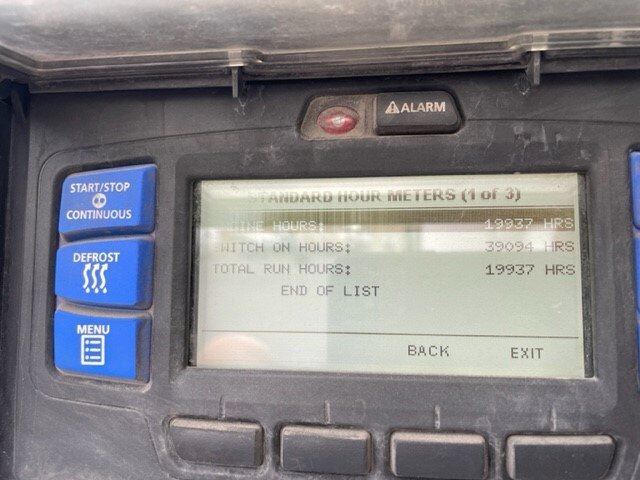 ALARM
START/STOP
CONTINUOUS
DEFROST
MENU
STANDARD HOUR METERS (1 of 3)
HOURS: 19937 HRS
SWITCH ON HOURS: 39094 HRS
TOTAL RUN HOURS: 19937 HRS
END OF LIST
BACK EXIT